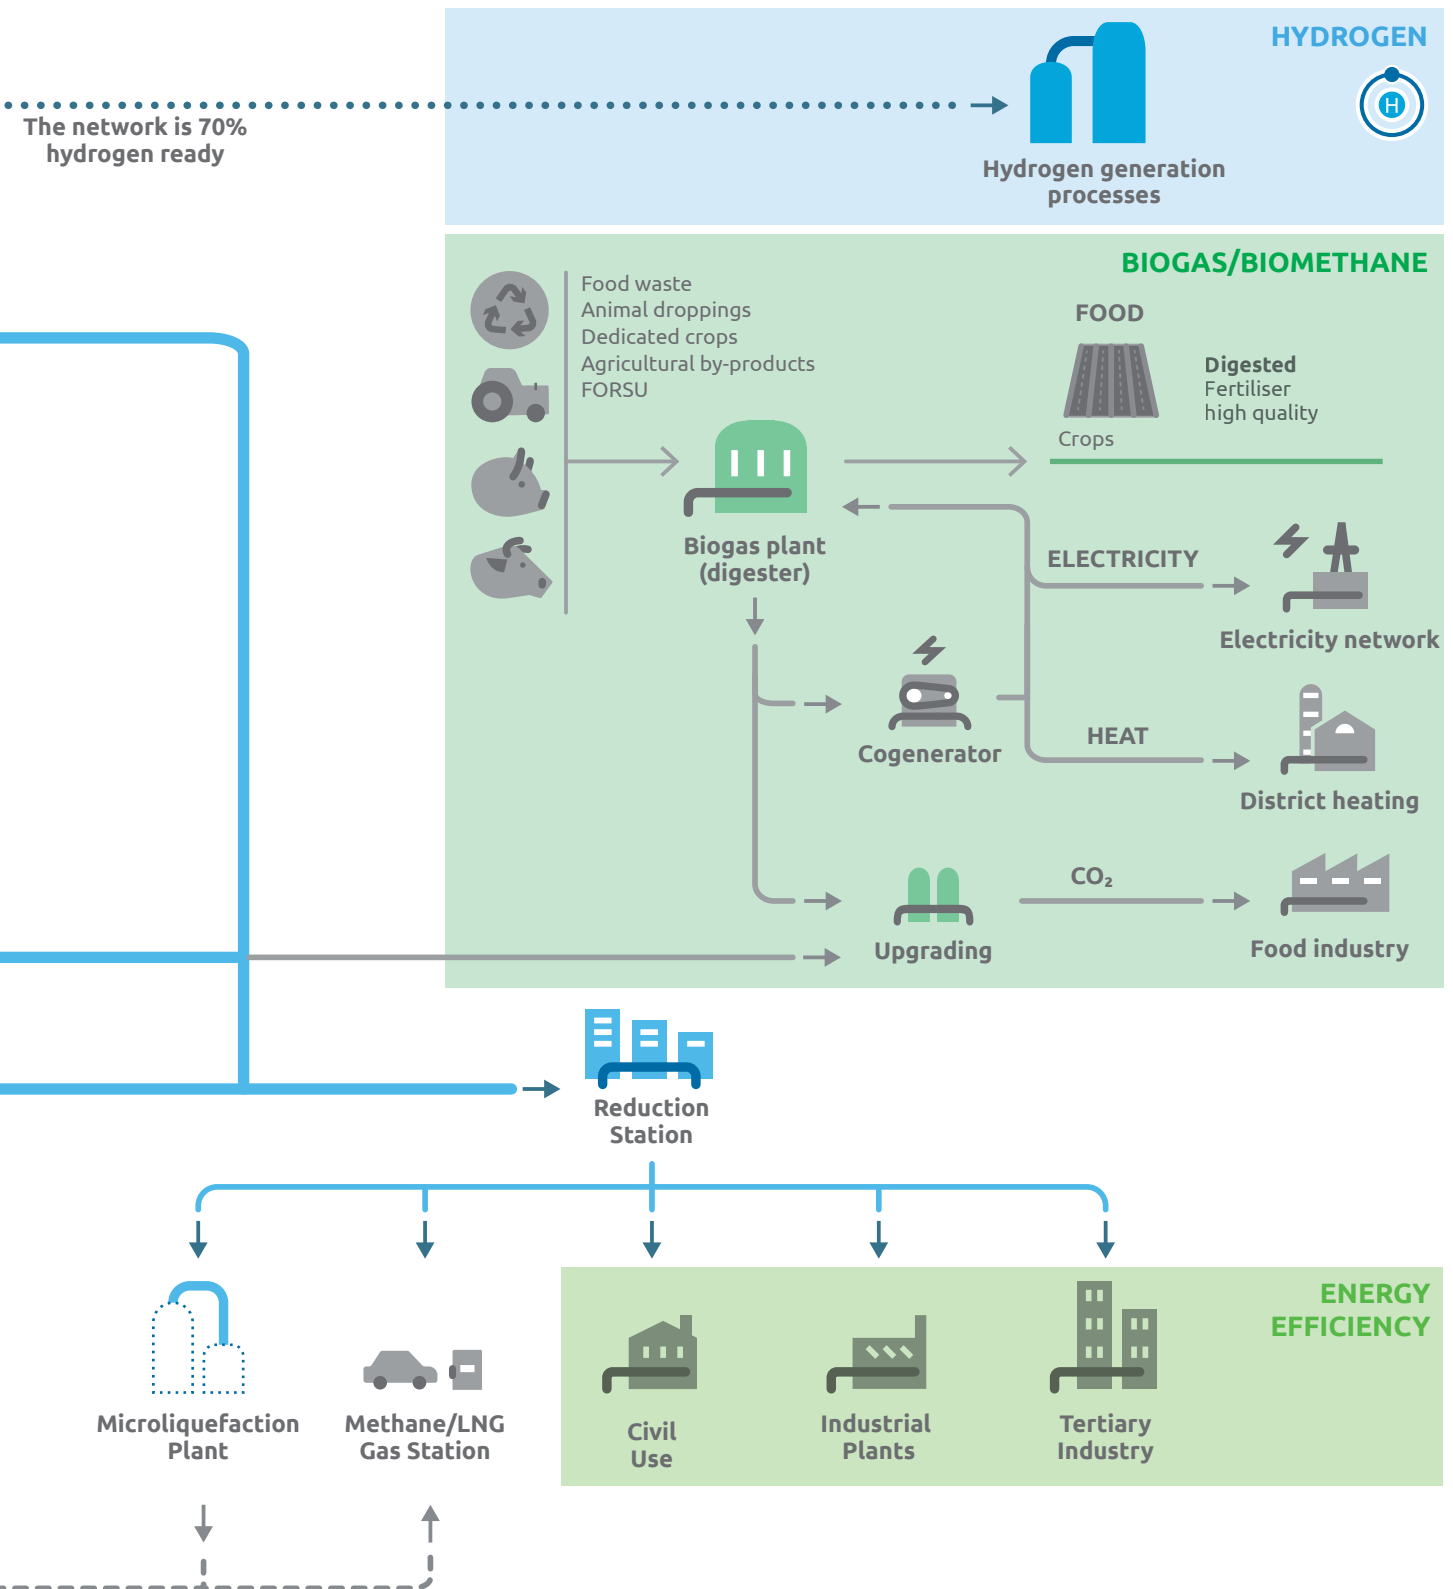 HYDROGEN
H
The network is 70%
hydrogen ready
Hydrogen generation
processes
BIOGAS/BIOMETHANE
Food waste
Animal droppings
Dedicated crops
Agricultural by-products
FORSU
FOOD
Digested
Fertiliser
high quality
Crops
Biogas plant
(digester)
ELECTRICITY
Electricity network
Cogenerator
HEAT
District heating
CO₂
Upgrading
Food industry
Reduction
Station
ENERGY
EFFICIENCY
Microliquefaction
Plant
Methane/LNG
Gas Station
Civil
Use
Industrial
Plants
Tertiary
Industry